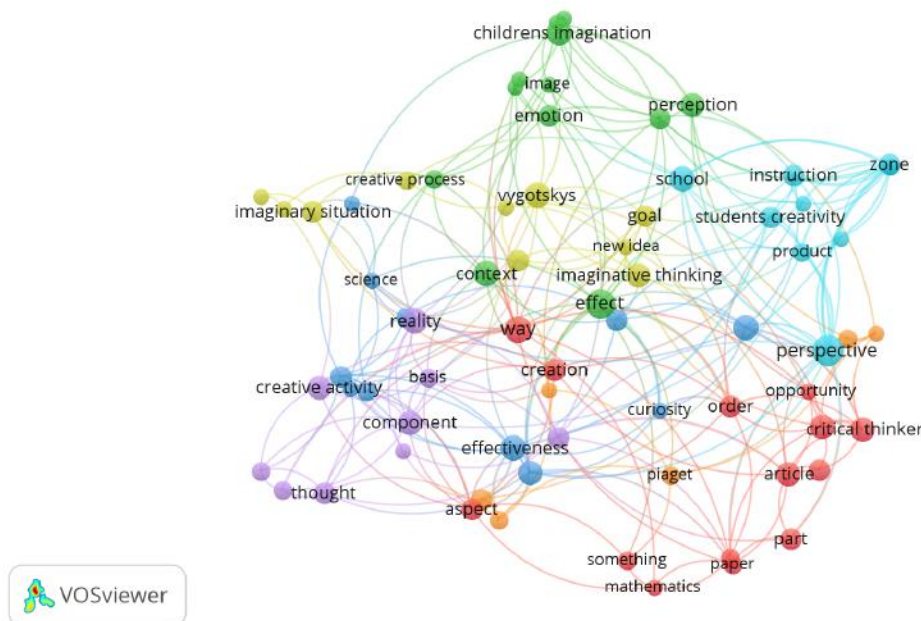 childrens imagination
image
emotion
perception
zone
school
instruction
creative process
vygotskys
imaginary situation
goal
students creativity
new idea
product
science
context
imaginative thinking
effect
reality
way
perspective
creation
basis
creative activity
opportunity
curiosity
order
component
critical thinker
effectiveness
piaget
article
thought
aspect
part
something
paper
mathematics
VOSviewer